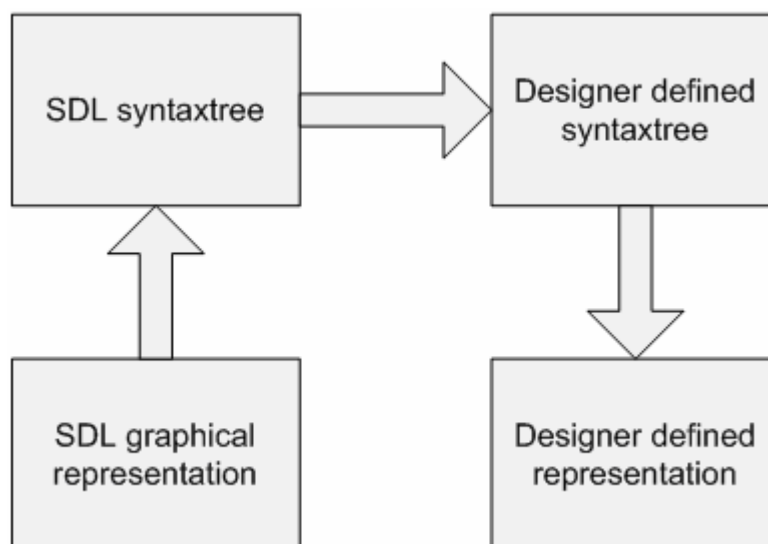 SDL syntaxtree
Designer defined
syntaxtree
SDL graphical
representation
Designer defined
representation